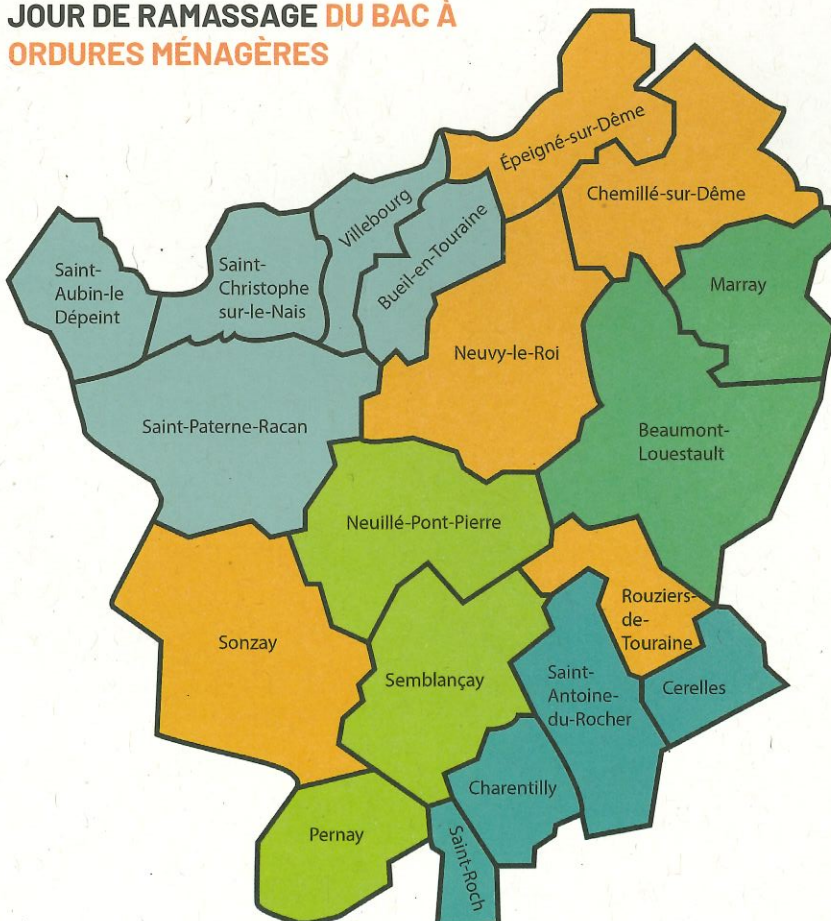 JOUR DE RAMASSAGE DU BAC À
ORDURES MÉNAGÈRES
Épeigné-sur-Dême
Chemillé-sur-Dême
Villebourg
Bueil-en-Touraine
Saint-
Aubin-le
Dépeint
Saint-
Christophe
sur-le-Nais
Marray
Neuvy-le-Roi
Saint-Paterne-Racan
Beaumont-
Louestault
Neuillé-Pont-Pierre
Rouziers-
de-
Touraine
Sonzay
Semblançay
Saint-
Antoine-
du-Rocher
Cerelles
Charentilly
Pernay
Saint-Roch